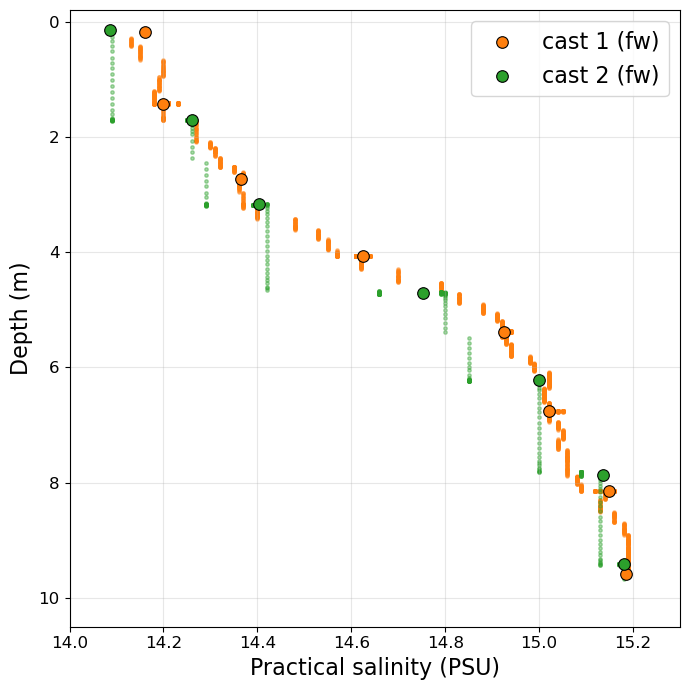 cast 1 (fw)
cast 2 (fw)
Depth (m)
0
2
4
6
8
10
14.0 14.2 14.4 14.6 14.8 15.0 15.2
Practical salinity (PSU)